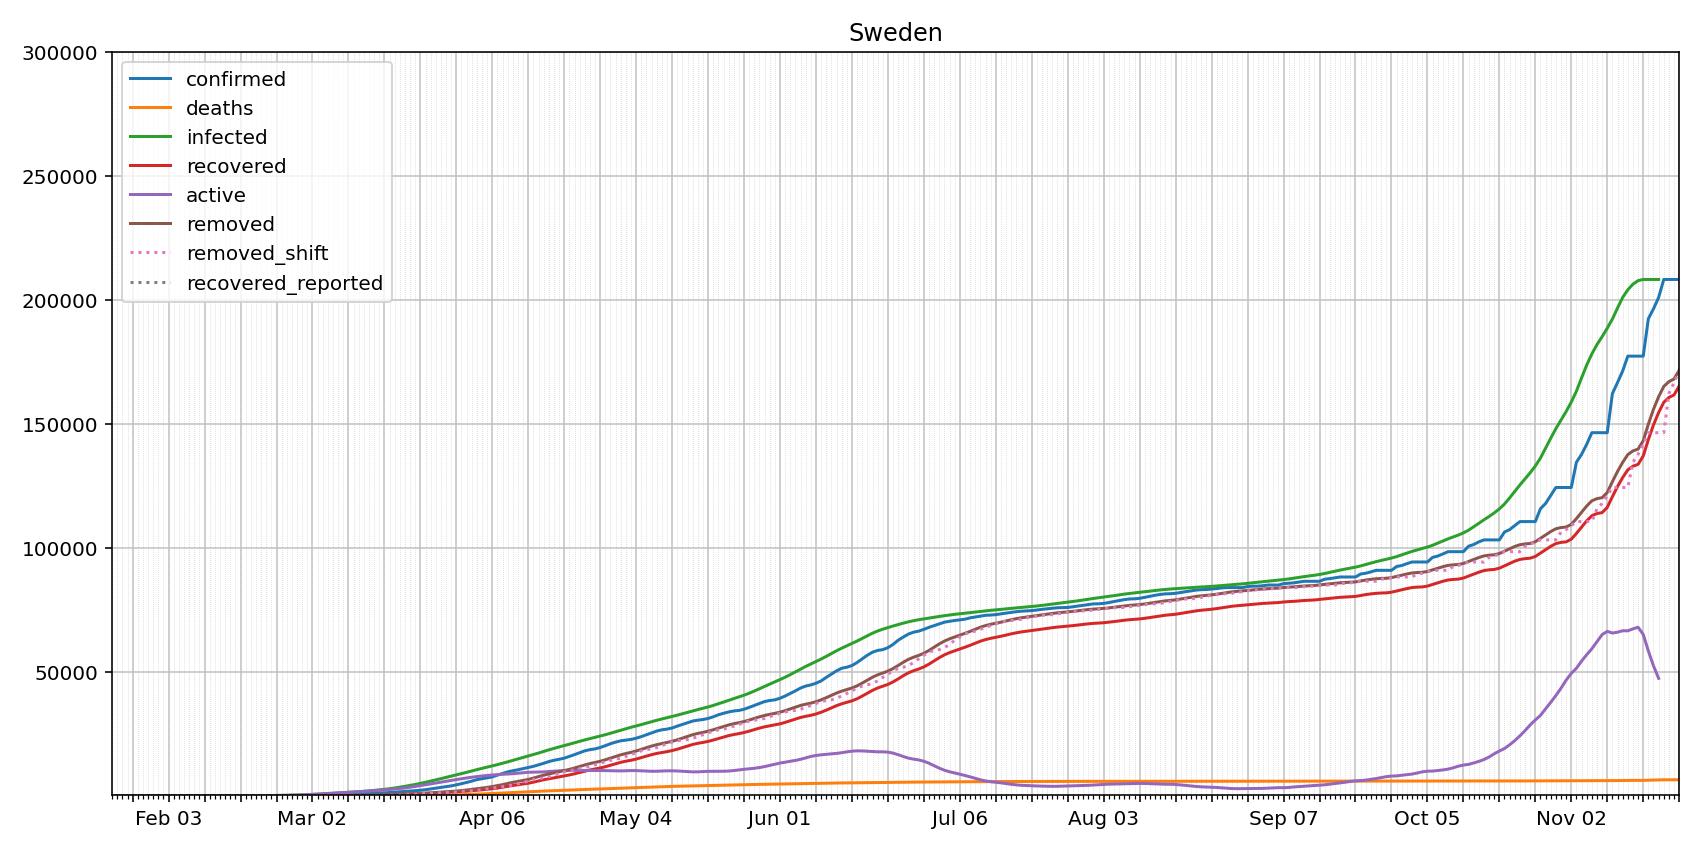 Sweden
300000
250000
200000
150000
100000
50000
confirmed
deaths
infected
recovered
active
removed
removed_shift
recovered_reported
Feb 03 Mar 02 Apr 06 May 04 Jun 01 Jul 06 Aug 03 Sep 07 Oct 05 Nov 02